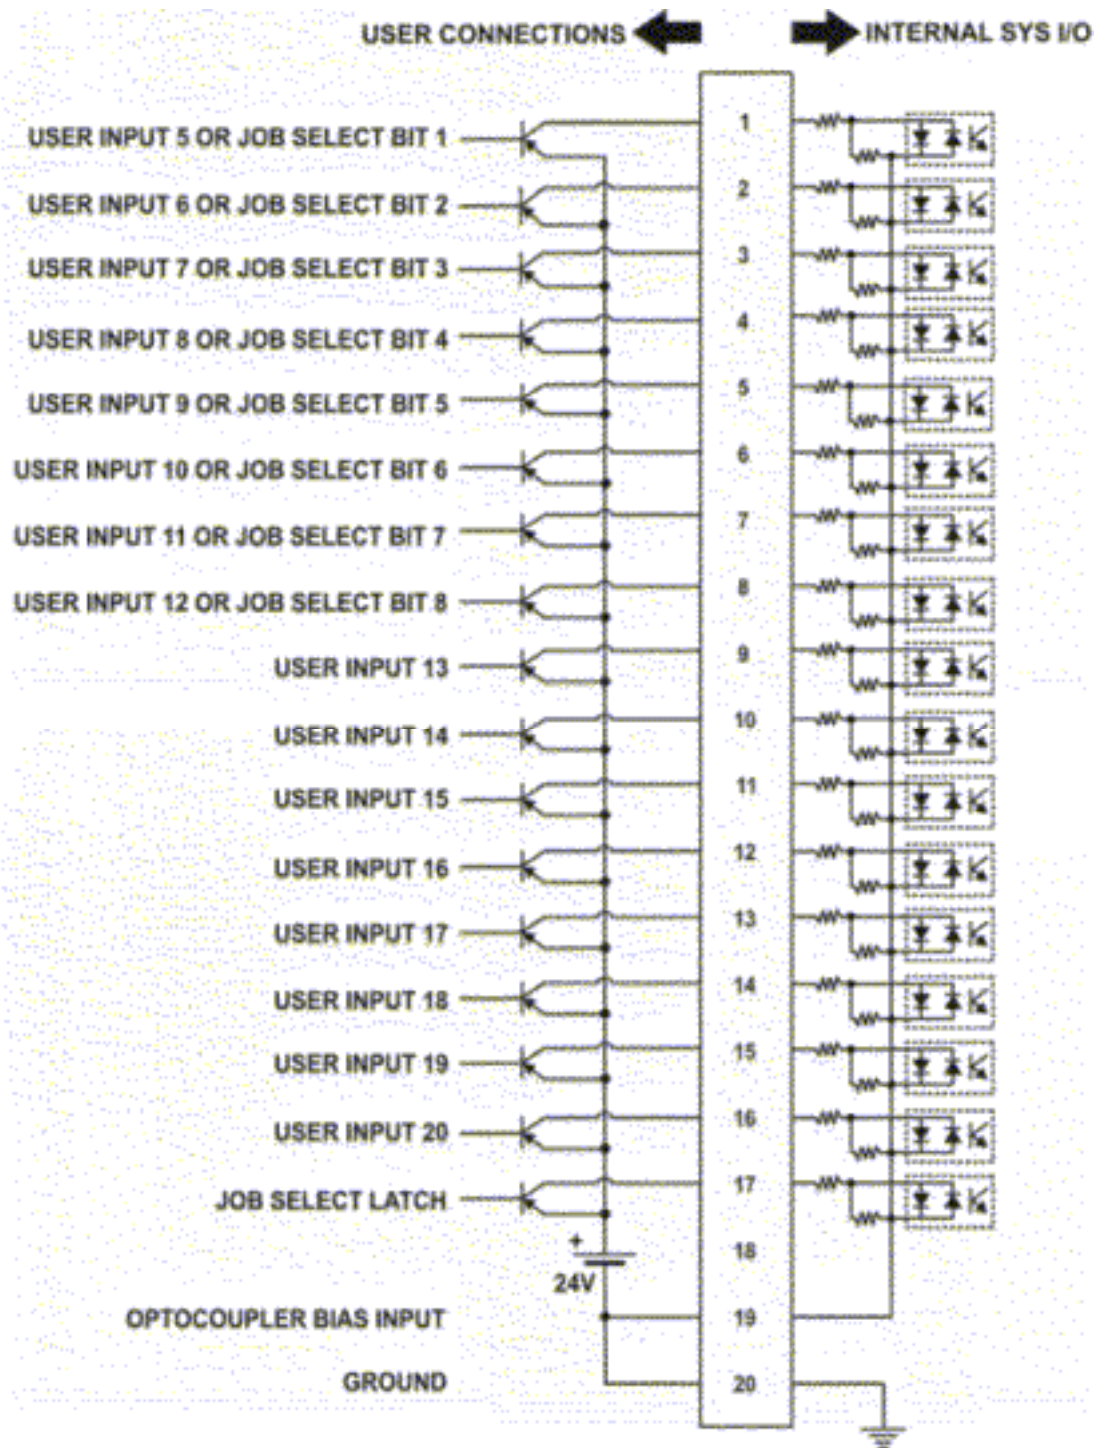 USER CONNECTIONS INTERNAL SYS I/O
USER INPUT 5 OR JOB SELECT BIT 1 1
USER INPUT 6 OR JOB SELECT BIT 2 2
USER INPUT 7 OR JOB SELECT BIT 3 3
USER INPUT 8 OR JOB SELECT BIT 4 4
USER INPUT 9 OR JOB SELECT BIT 5 5
USER INPUT 10 OR JOB SELECT BIT 6 6
USER INPUT 11 OR JOB SELECT BIT 7 7
USER INPUT 12 OR JOB SELECT BIT 8 8
USER INPUT 13 9
USER INPUT 14 10
USER INPUT 15 11
USER INPUT 16 12
USER INPUT 17 13
USER INPUT 18 14
USER INPUT 19 15
USER INPUT 20 16
JOB SELECT LATCH 17
+ 18
24V
OPTOCOUPLER BIAS INPUT 19
GROUND 20